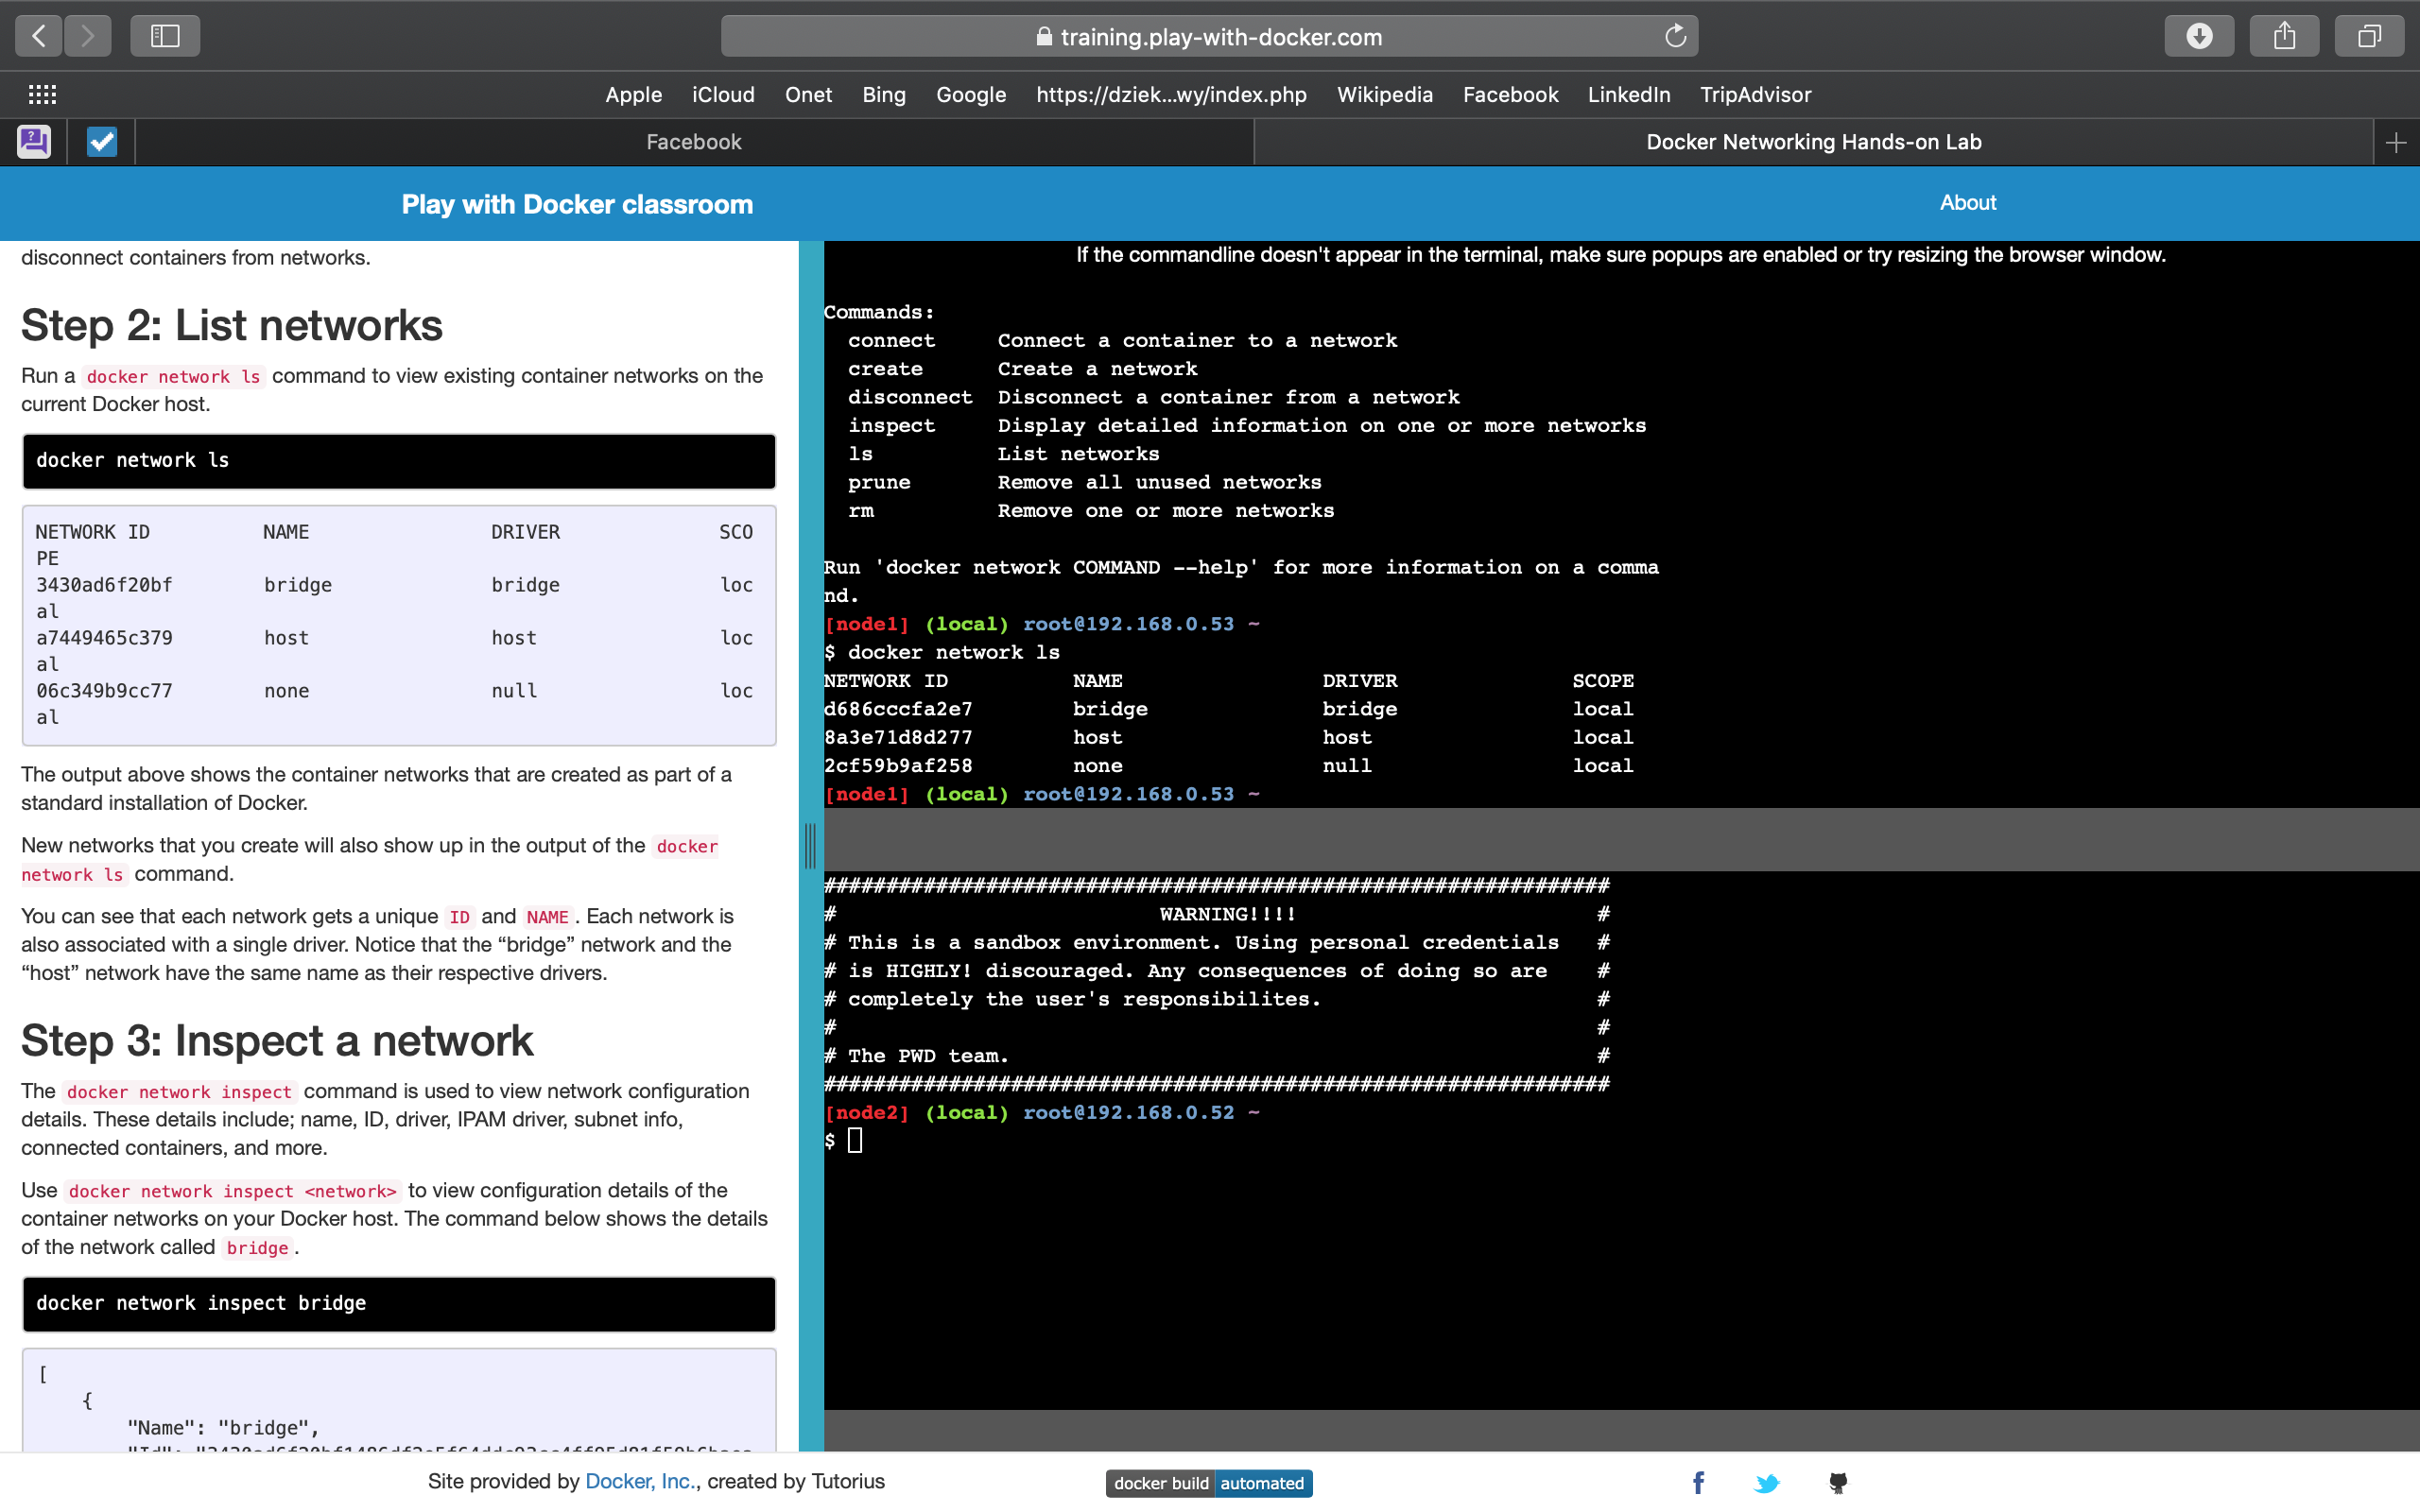 training.play-with-docker.com
Apple iCloud Onet Bing Google https://dziek...wy/index.php Wikipedia Facebook LinkedIn TripAdvisor
Facebook
Docker Networking Hands-on Lab
Play with Docker classroom
About
disconnect containers from networks.
Step 2: List networks
Run a docker network ls command to view existing container networks on the
current Docker host.
docker network ls
NETWORK ID NAME DRIVER SCO
PE
3430ad6f20bf bridge bridge loc
al
a7449465c379 host host loc
al
06c349b9cc77 none null loc
al
The output above shows the container networks that are created as part of a
standard installation of Docker.
New networks that you create will also show up in the output of the docker
network ls command.
You can see that each network gets a unique ID and NAME . Each network is
also associated with a single driver. Notice that the “bridge” network and the
“host” network have the same name as their respective drivers.
Step 3: Inspect a network
The docker network inspect command is used to view network configuration
details. These details include; name, ID, driver, IPAM driver, subnet info,
connected containers, and more.
Use docker network inspect <network> to view configuration details of the
container networks on your Docker host. The command below shows the details
of the network called bridge .
docker network inspect bridge
[
{
"Name": "bridge",
If the commandline doesn't appear in the terminal, make sure popups are enabled or try resizing the browser window.
Commands:
connect Connect a container to a network
create Create a network
disconnect Disconnect a container from a network
inspect Display detailed information on one or more networks
ls List networks
prune Remove all unused networks
rm Remove one or more networks
Run 'docker network COMMAND --help' for more information on a comma
nd.
[node1] (local) root@192.168.0.53 ~
$ docker network ls
NETWORK ID NAME DRIVER SCOPE
d686cccfa2e7 bridge bridge local
8a3e71d8d277 host host local
2cf59b9af258 none null local
[node1] (local) root@192.168.0.53 ~
###############################################################
# WARNING!!!! #
# This is a sandbox environment. Using personal credentials #
# is HIGHLY! discouraged. Any consequences of doing so are #
# completely the user's responsibilites. #
# #
# The PWD team. #
###############################################################
[node2] (local) root@192.168.0.52 ~
$
Site provided by Docker, Inc., created by Tutorius
docker build automated